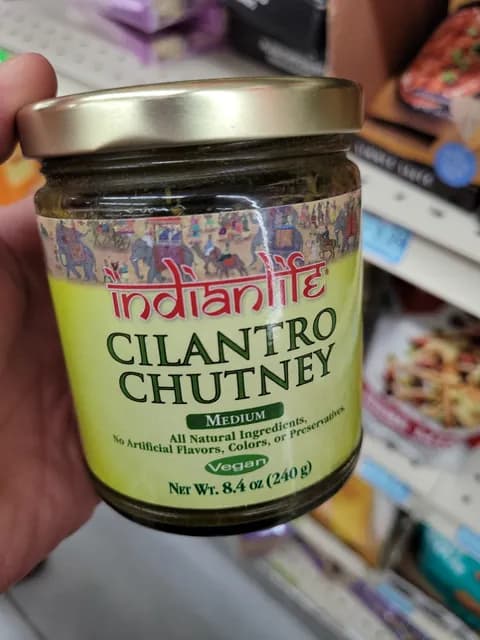 indianlife
CILANTRO
CHUTNEY
MEDIUM
All Natural Ingredients,
No Artificial Flavors, Colors, or Preservatives
Vegan
NET WT. 8.4 oz (240 g)